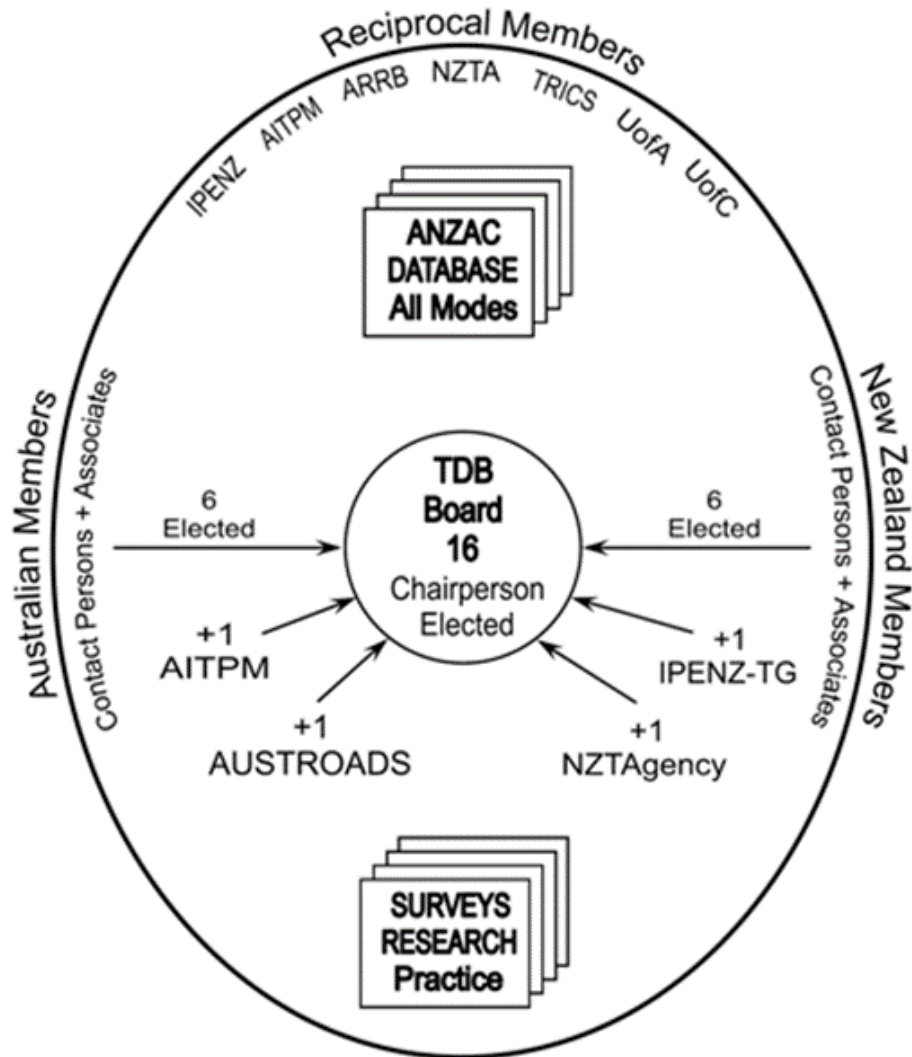 Reciprocal Members
IPENZ
AITPM
ARRB
NZTA
TRICS
UofA
UofC
ANZAC
DATABASE
All Modes
Australian Members
Contact Persons + Associates
New Zealand Members
Contact Persons + Associates
6
Elected
TDB
Board
16
Chairperson
Elected
6
Elected
+1
AITPM
+1
IPENZ-TG
+1
AUSTROADS
+1
NZTAgency
SURVEYS
RESEARCH
Practice